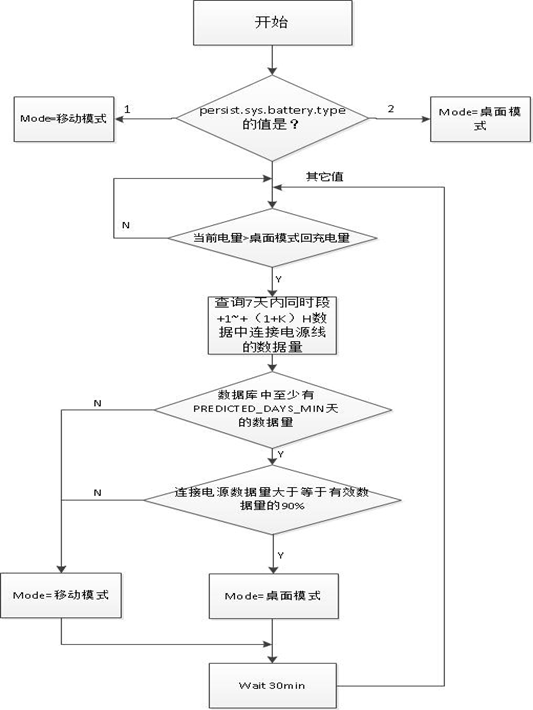 开始
persist.sys.battery.type
的值是？
1
2
Mode=移动模式
Mode=桌面模
式
其它值
当前电量>桌面模式回充电量
N
Y
查询7天内同时段
+1~+（1+K）H数
据中连接电源线
的数据量
数据库中至少有
PREDICTED_DAYS_MIN天
的数据量
N
Y
连接电源数据量大于等于有效数
据量的90%
N
Y
Mode=移动模式
Mode=桌面模式
Wait 30min